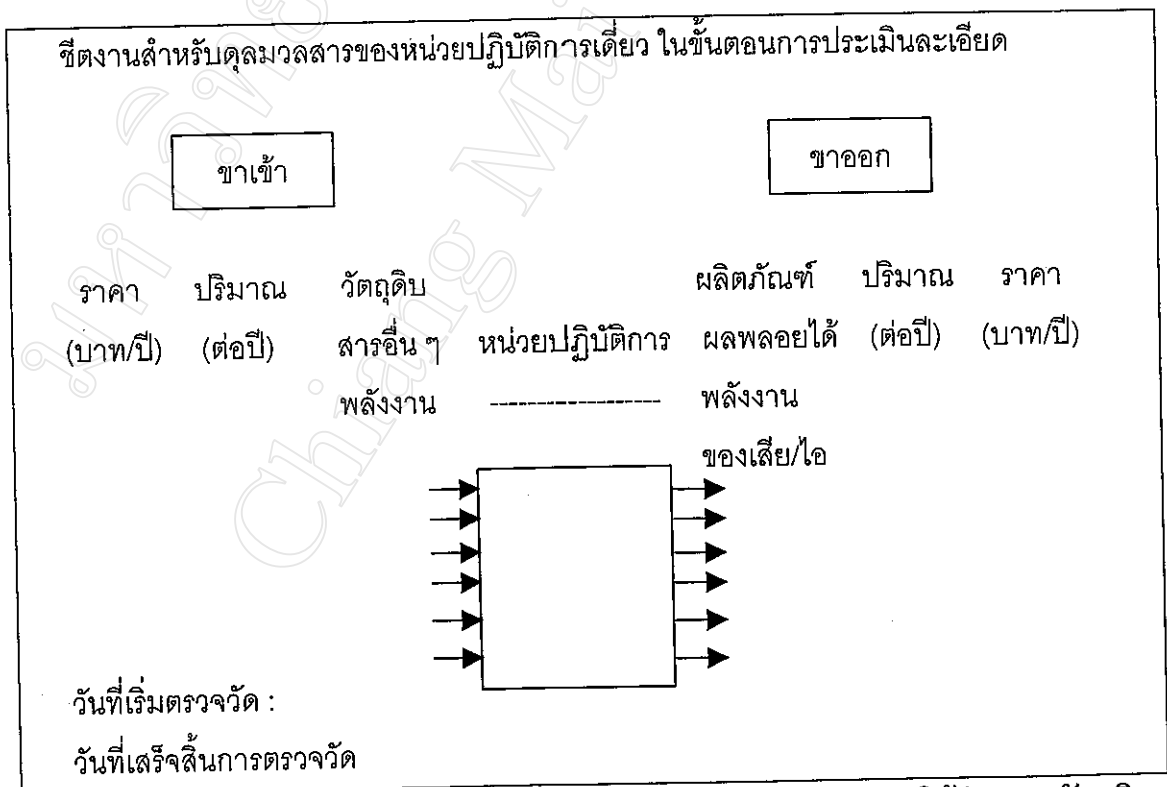 ชีตงานสำหรับดุลมวลสารของหน่วยปฏิบัติการเดี่ยว ในขั้นตอนการประเมินละเอียด
ขาเข้า ขาออก
ราคา ปริมาณ วัตถุดิบ ผลิตภัณฑ์ ปริมาณ ราคา
(บาท/ปี) (ต่อปี) สารอื่น ๆ หน่วยปฏิบัติการ ผลพลอยได้ (ต่อปี) (บาท/ปี)
พลังงาน ------------------- พลังงาน
ของเสีย/ไอ
วันที่เริ่มตรวจวัด :
วันที่เสร็จสิ้นการตรวจวัด
Chiang Mai